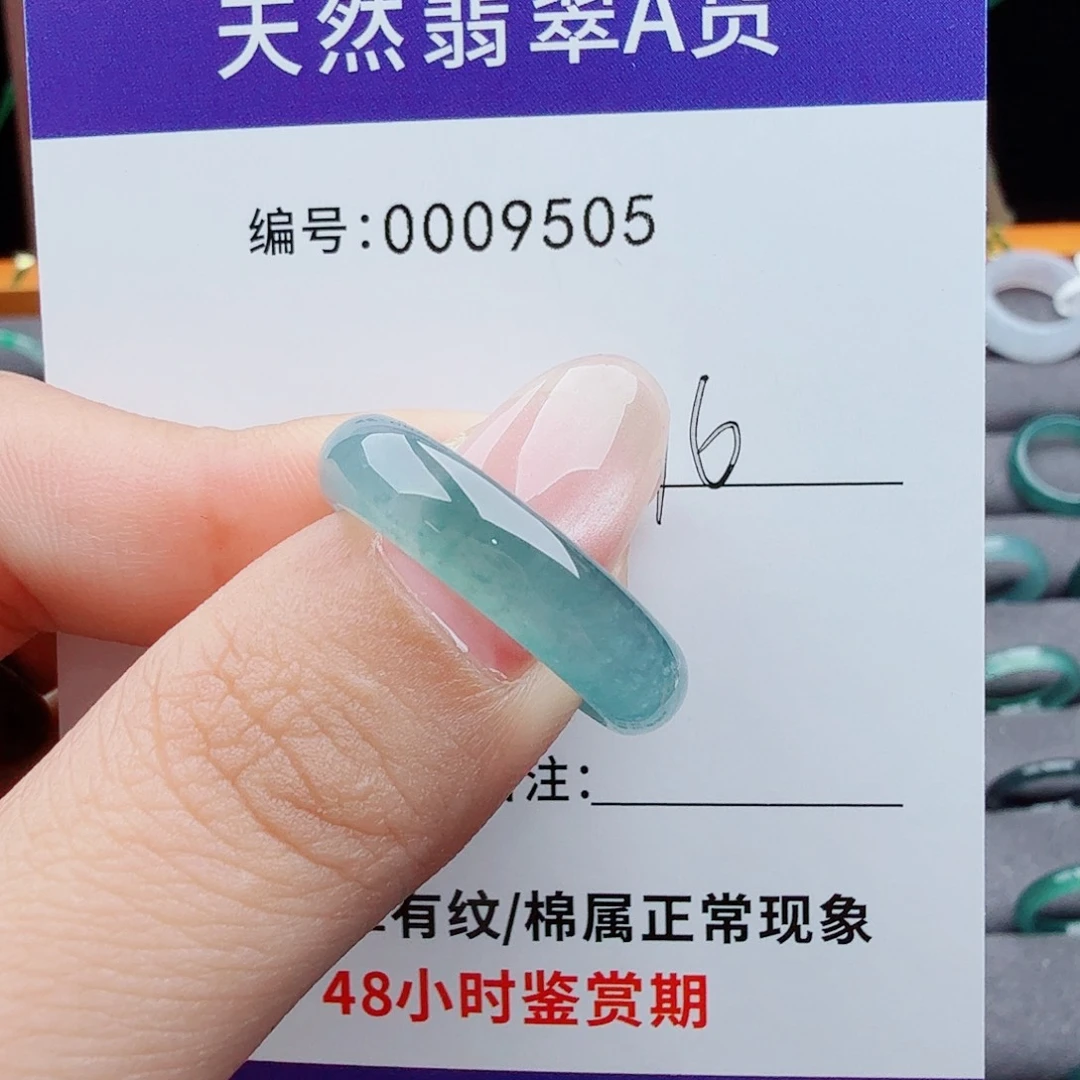 天然翡翠A货
编号:0009505
6
注:
有纹/棉属正常现象
48小时鉴赏期